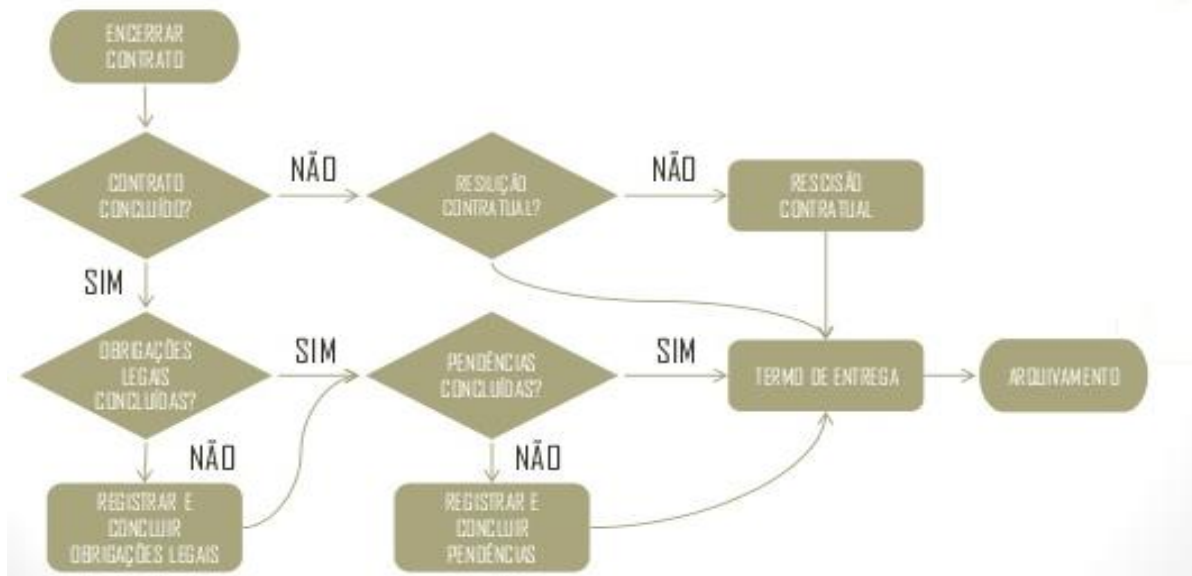 ENCERRAR
CONTRATO
CONTRATO
CONCLUÍDO?
NÃO
RESILIÇÃO
CONTRATUAL?
NÃO
RESCISÃO
CONTRATUAL
SIM
OBRIGAÇÕES
LEGAIS
CONCLUÍDAS?
SIM
PENDÊNCIAS
CONCLUÍDAS?
SIM
TERMO DE ENTREGA
ARQUIVAMENTO
NÃO
REGISTRAR E
CONCLUIR
OBRIGAÇÕES LEGAIS
NÃO
REGISTRAR E
CONCLUIR
PENDÊNCIAS